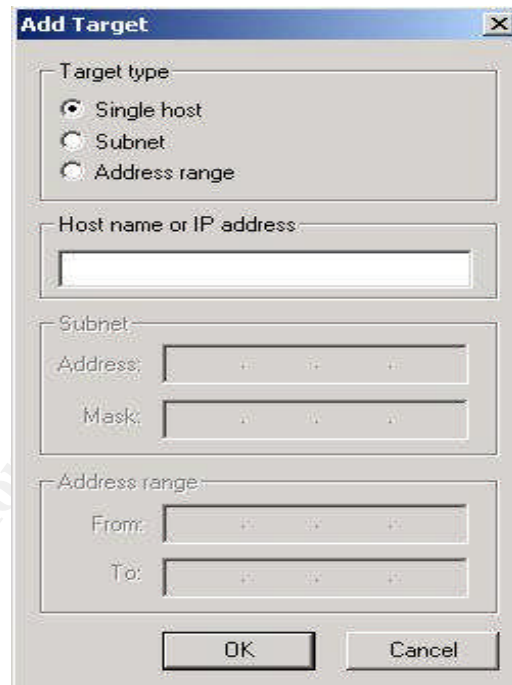 Add Target
Target type
Single host
Subnet
Address range
Host name or IP address
Subnet
Address:
Mask:
Address range
From:
To:
OK
Cancel